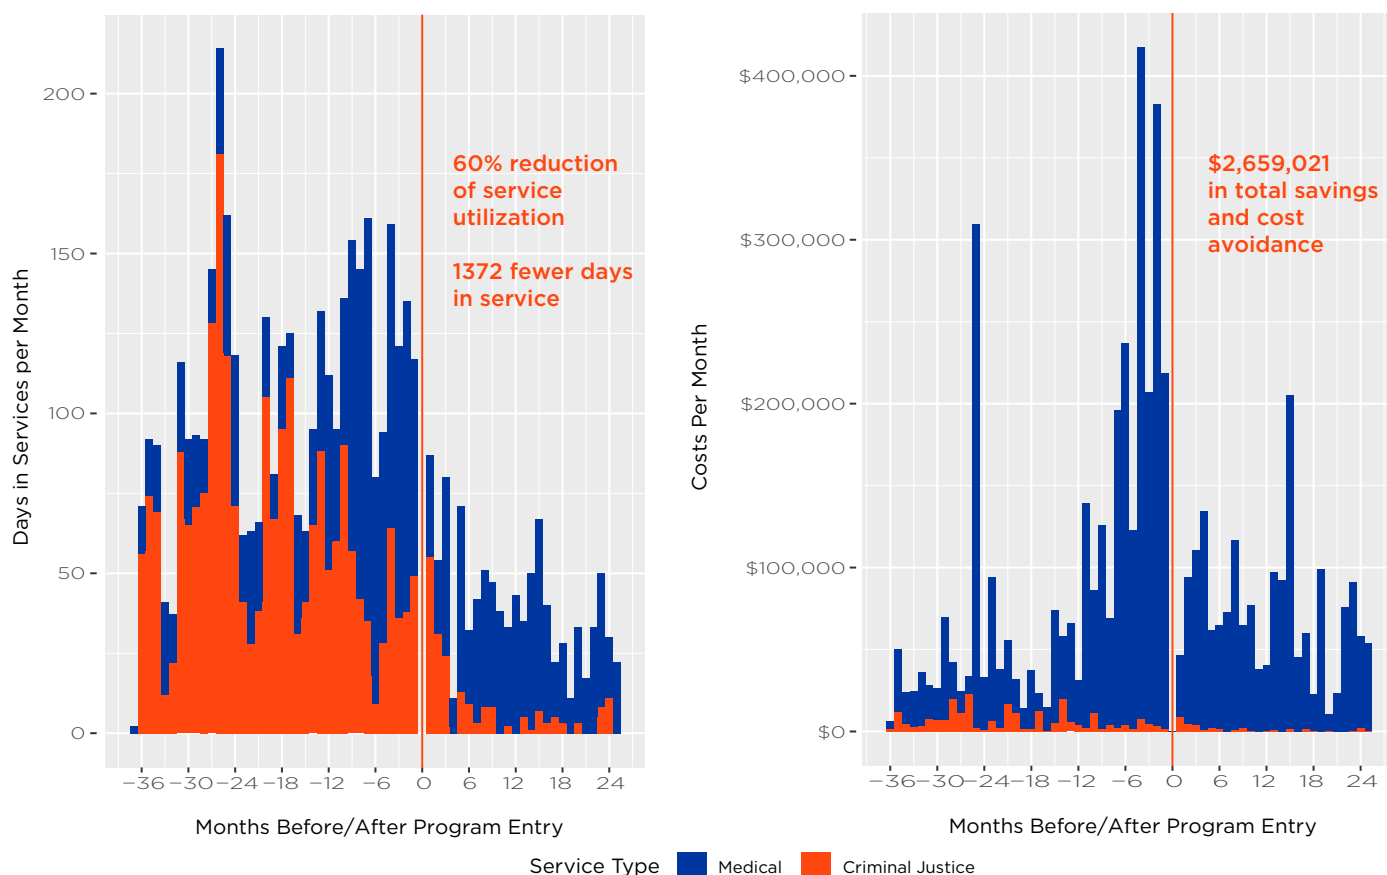 200
150
100
50
0
Days in Services per Month
60% reduction
of service
utilization
1372 fewer days
in service
−36 −30 −24 −18 −12 −6 0 6 12 18 24
Months Before/After Program Entry
$400,000
$300,000
$200,000
$100,000
$0
Costs Per Month
$2,659,021
in total savings
and cost
avoidance
−36 −30 −24 −18 −12 −6 0 6 12 18 24
Months Before/After Program Entry
Service Type Medical Criminal Justice